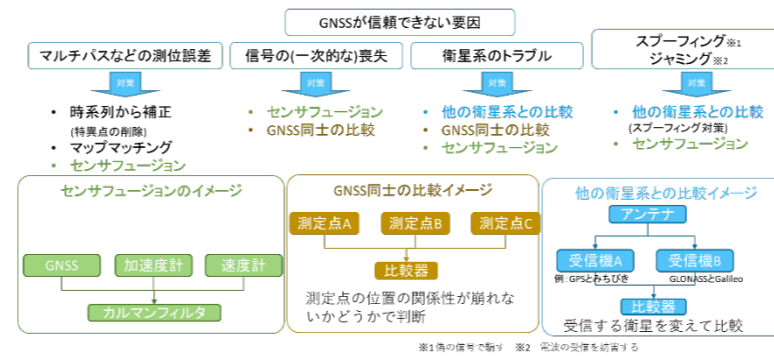 GNSSが信頼できない要因
マルチパスなどの測位誤差
信号の(一次的な)喪失
衛星系のトラブル
スプーフィング※1
ジャミング※2
対策
対策
対策
対策
• 時系列から補正
(特異点の削除)
• マップマッチング
• センサフュージョン
• センサフュージョン
• GNSS同士の比較
• 他の衛星系との比較
• GNSS同士の比較
• センサフュージョン
• 他の衛星系との比較
(スプーフィング対策)
• センサフュージョン
センサフュージョンのイメージ
GNSS
加速度計
速度計
カルマンフィルタ
GNSS同士の比較イメージ
測定点A
測定点B
測定点C
比較器
測定点の位置の関係性が崩れな
いかどうかで判断
他の衛星系との比較イメージ
アンテナ
受信機A
受信機B
例:GPSとみちびき
GLONASSとGalileo
比較器
受信する衛星を変えて比較
※1偽の信号で騙す ※2 電波の受信を妨害する